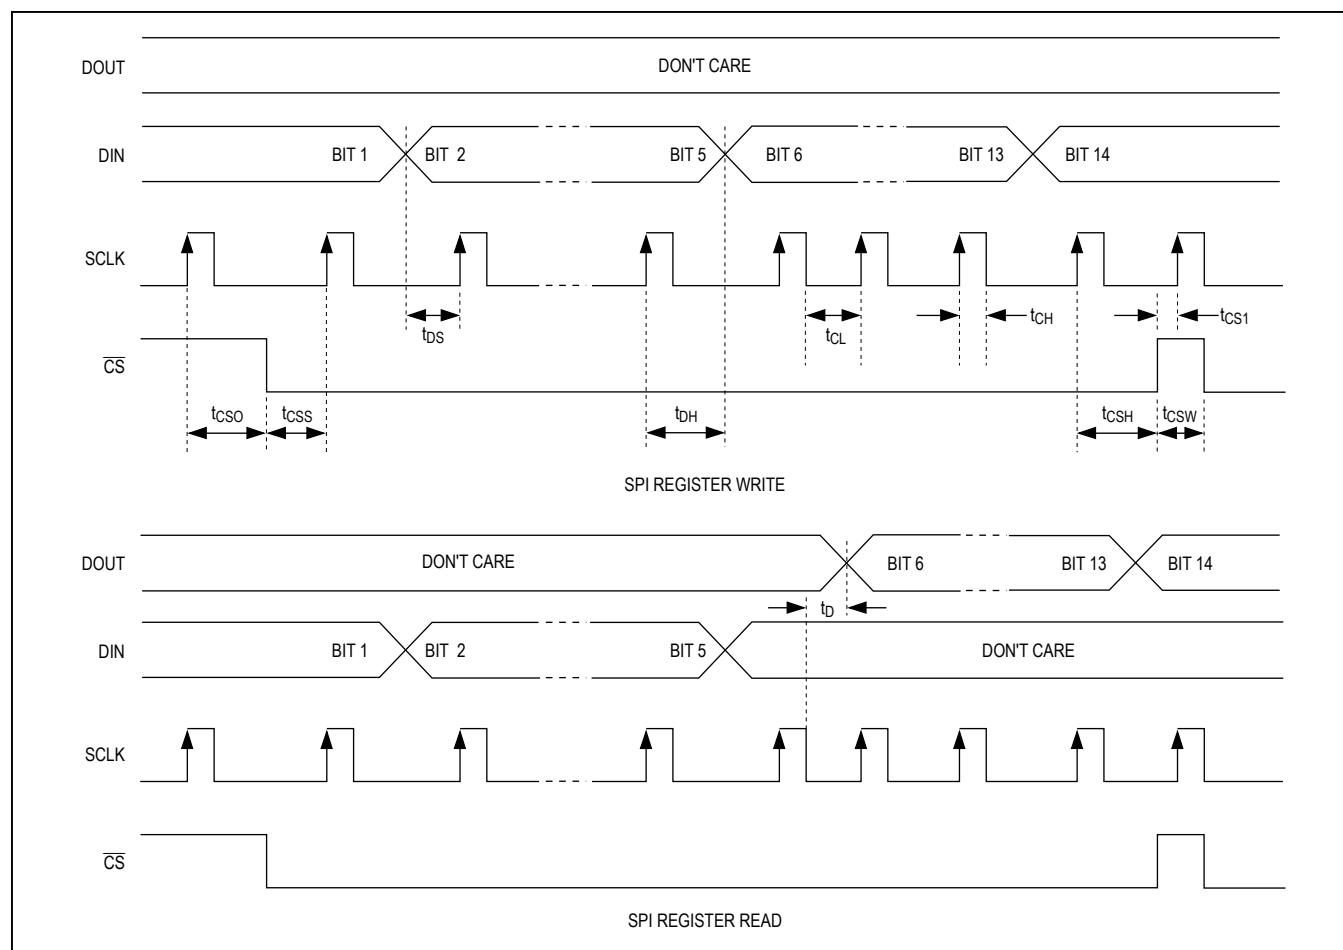 DOUT DON'T CARE
DIN BIT 1 BIT 2 BIT 5 BIT 6 BIT 13 BIT 14
SCLK
tDS tCL tCH tCS1
CS
tCSO tCSS tDH tCSH tCSW
SPI REGISTER WRITE
DOUT DON'T CARE BIT 6 BIT 13 BIT 14
tD
DIN BIT 1 BIT 2 BIT 5 DON'T CARE
SCLK
CS
SPI REGISTER READ